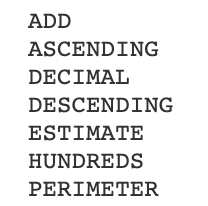 ADD
ASCENDING
DECIMAL
DESCENDING
ESTIMATE
HUNDREDS
PERIMETER